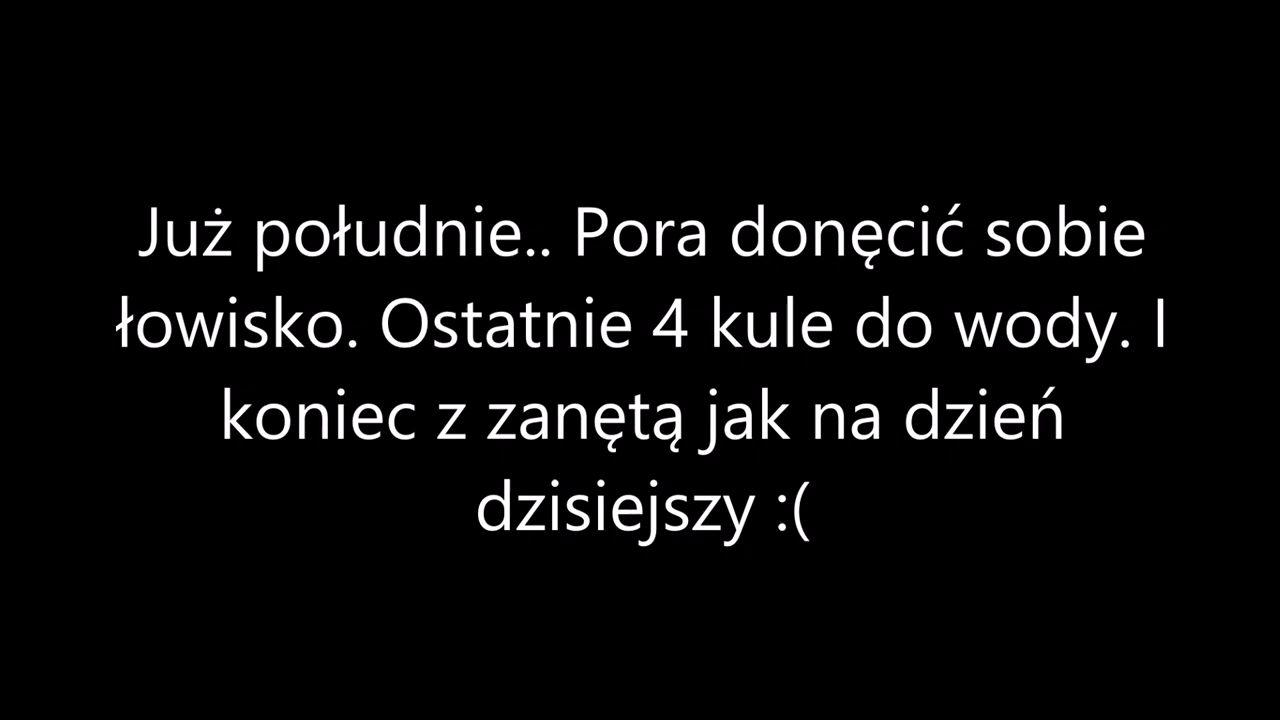 Już południe.. Pora donęcić sobie
łowisko. Ostatnie 4 kule do wody. I
koniec z zanętą jak na dzień
dzisiejszy :(